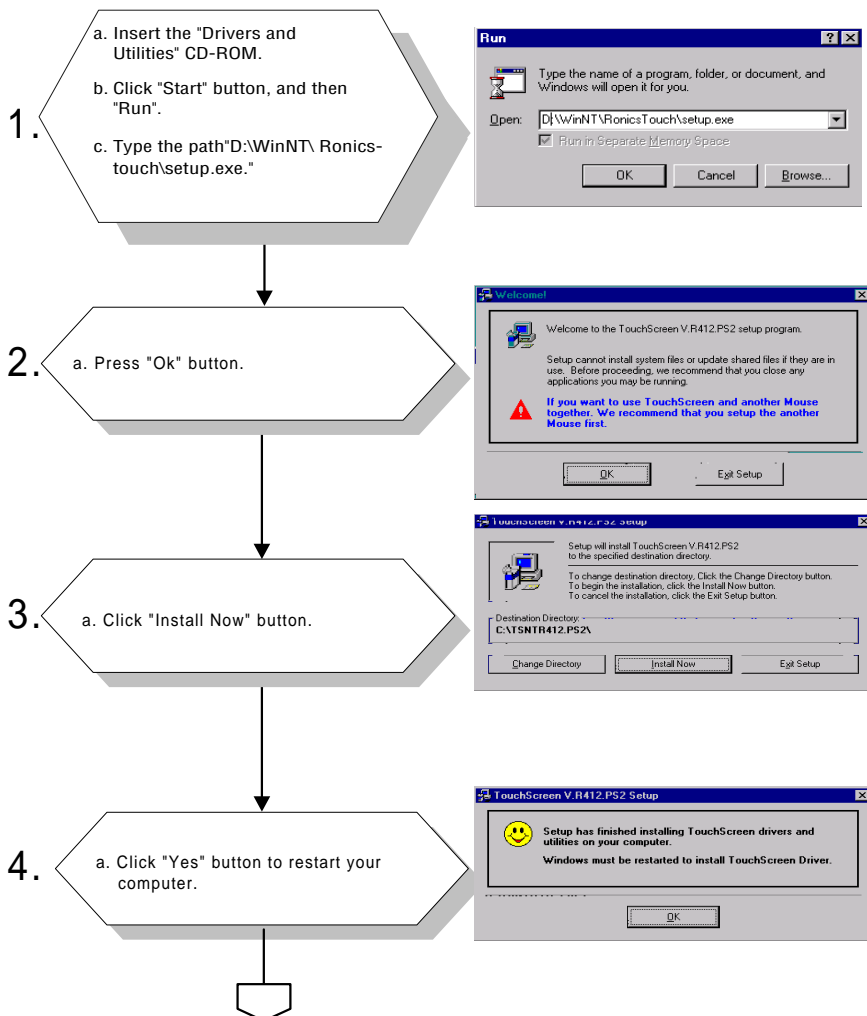 1.
a. Insert the "Drivers and
Utilities" CD-ROM.
b. Click "Start" button, and then
"Run".
c. Type the path"D:\WinNT\ Ronics-
touch\setup.exe."
Run
Type the name of a program, folder, or document, and
Windows will open it for you.
Open: D:\WinNT\RonicsTouch\setup.exe
Run in Separate Memory Space
OK Cancel Browse...
2.
a. Press "Ok" button.
Welcome!
Welcome to the TouchScreen V.R412.PS2 setup program.
Setup cannot install system files or update shared files if they are in
use. Before proceeding, we recommend that you close any
applications you may be running.
If you want to use TouchScreen and another Mouse
together. We recommend that you setup the another
Mouse first.
OK Exit Setup
3.
a. Click "Install Now" button.
TouchScreen V.R412.PS2 Setup
Setup will install TouchScreen V.R412.PS2
to the specified destination directory.
To change destination directory, Click the Change Directory button.
To begin the installation, click the Install Now button.
To cancel the installation, click the Exit Setup button.
Destination Directory:
C:\TSNTR412.PS2\
Change Directory Install Now Exit Setup
4.
a. Click "Yes" button to restart your
computer.
TouchScreen V.R412.PS2 Setup
Setup has finished installing TouchScreen drivers and
utilities on your computer.
Windows must be restarted to install TouchScreen Driver.
OK